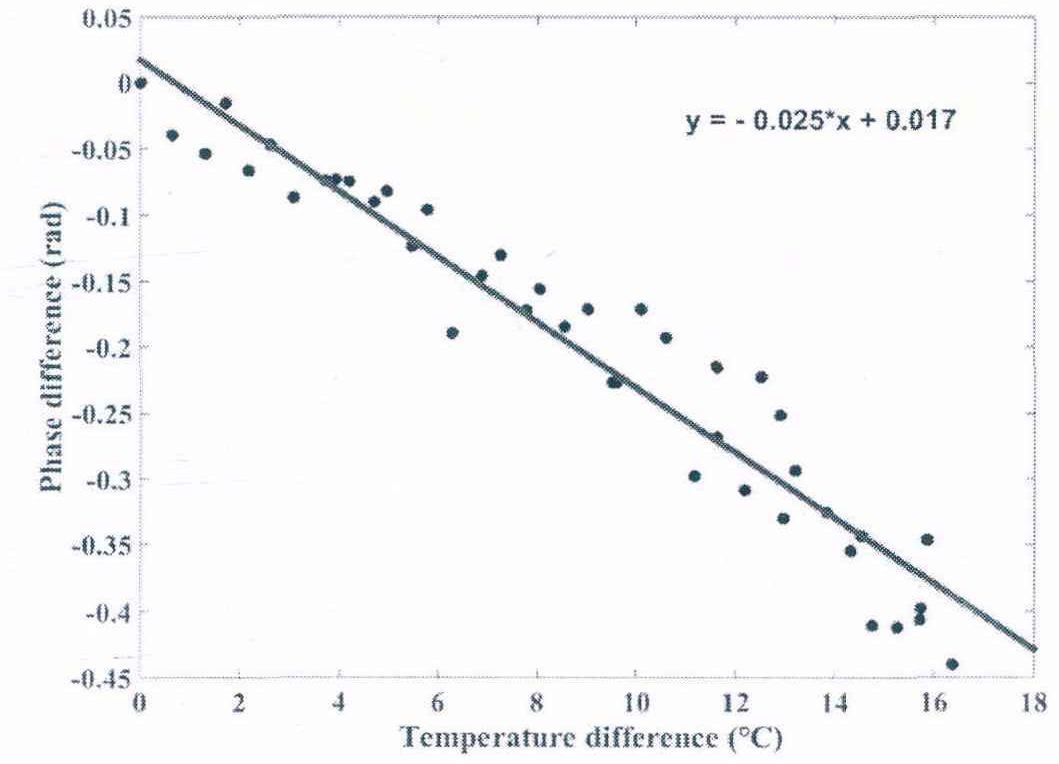 0.05
0
-0.05
-0.1
-0.15
-0.2
-0.25
-0.3
-0.35
-0.4
-0.45
Phase difference (rad)
y = - 0.025*x + 0.017
0 2 4 6 8 10 12 14 16 18
Temperature difference (°C)